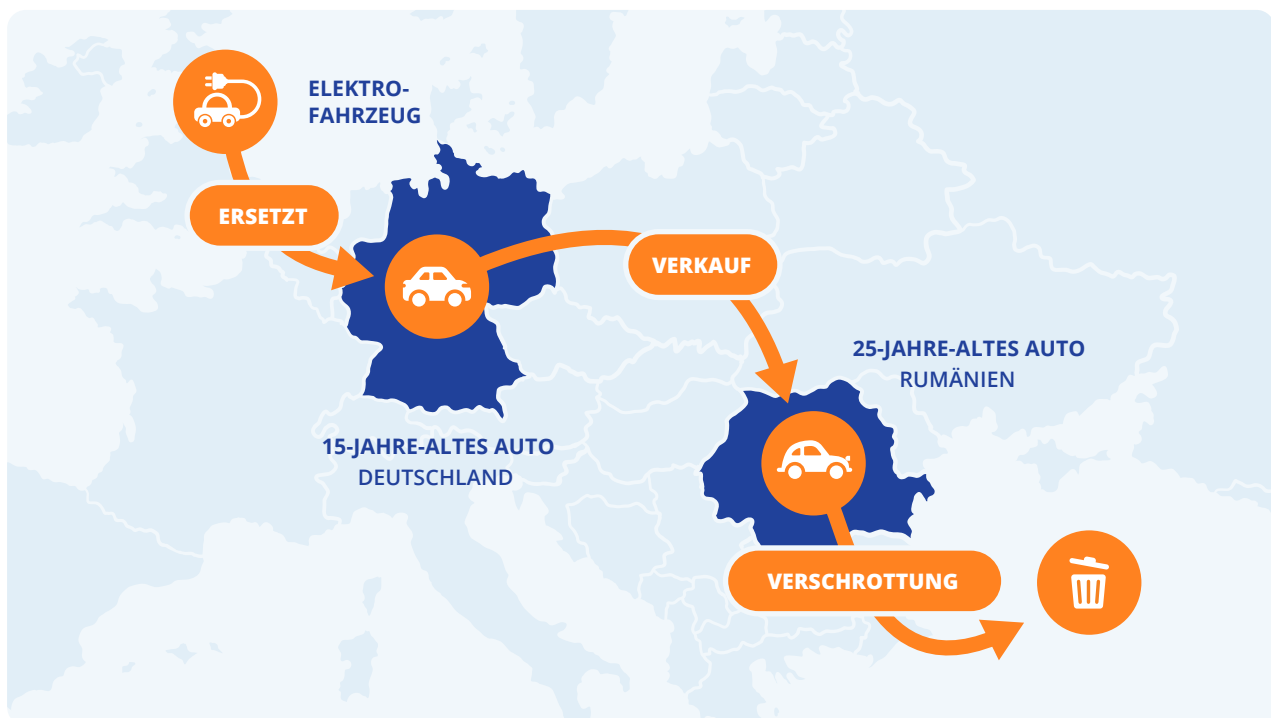 ELEKTRO-
FAHRZEUG
ERSETZT
VERKAUF
15-JAHRE-ALTES AUTO
DEUTSCHLAND
25-JAHRE-ALTES AUTO
RUMÄNIEN
VERSCHROTTUNG